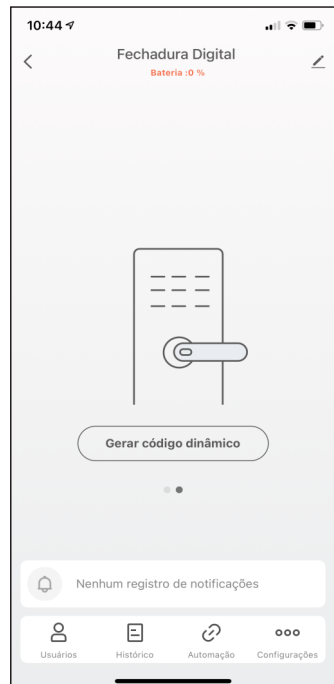 10:44
Fechadura Digital
Bateria :0 %
Gerar código dinâmico
Nenhum registro de notificações
Usuários Histórico Automação Configurações